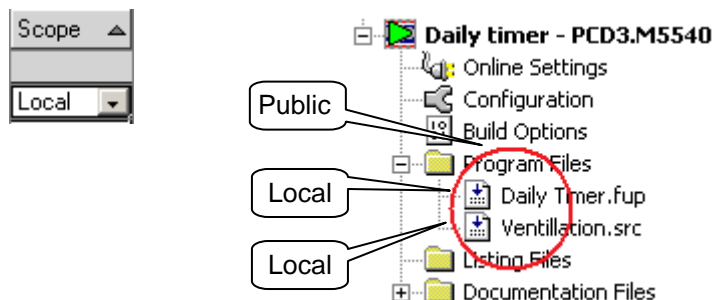 Scope
Local
Daily timer - PCD3.M5540
Online Settings
Configuration
Public
Build Options
Program Files
Local
Daily Timer.fup
Ventillation.src
Local
Listing Files
Documentation Files